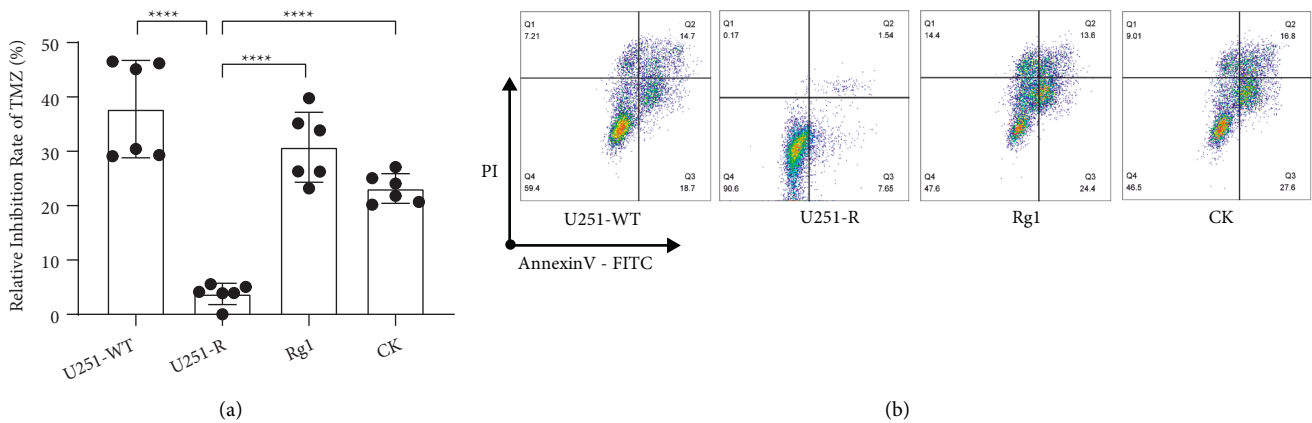 Relative Inhibition Rate of TMZ (%)
50
40
30
20
10
0
****
****
****
U251-WT
U251-R
Rg1
CK
(a)
PI
Q1
7.21
Q2
14.7
Q4
59.4
Q3
18.7
U251-WT
Q1
0.17
Q2
1.54
Q4
90.6
Q3
7.65
U251-R
Q1
14.4
Q2
13.6
Q4
47.6
Q3
24.4
Rg1
Q1
9.01
Q2
16.8
Q4
46.5
Q3
27.6
CK
AnnexinV - FITC
(b)